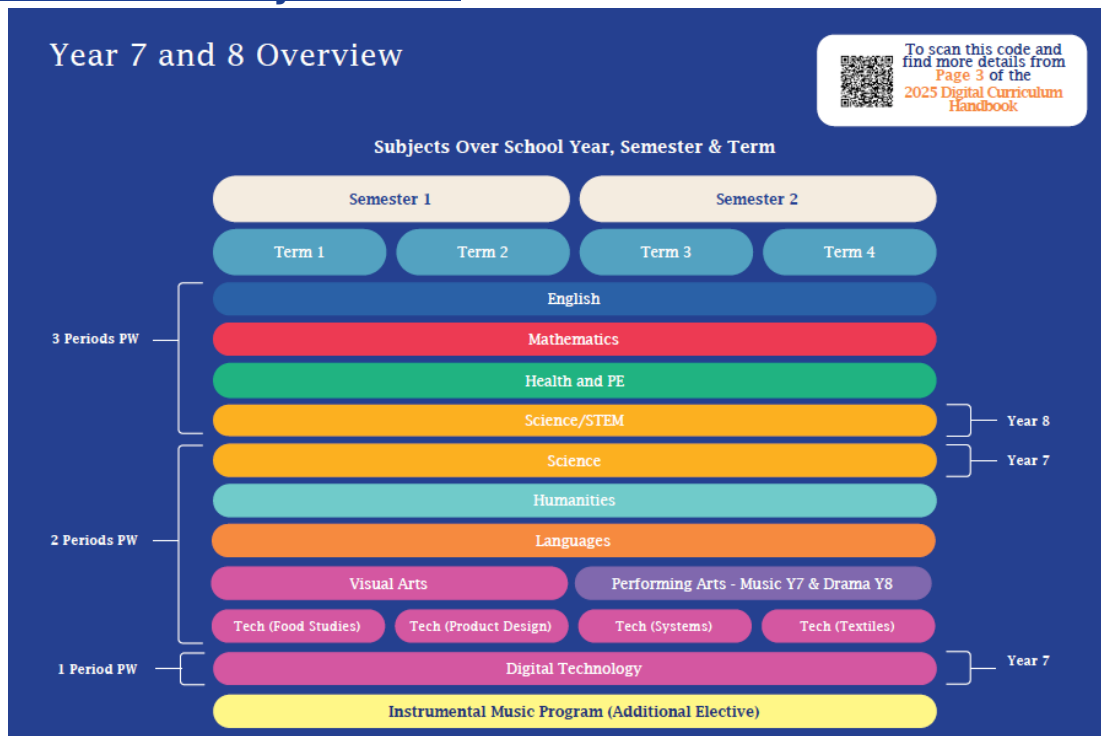 Year 7 and 8 Overview
To scan this code and
find more details from
Page 3 of the
2025 Digital Curriculum
Handbook
Subjects Over School Year, Semester & Term
Semester 1
Semester 2
Term 1
Term 2
Term 3
Term 4
English
3 Periods PW
Mathematics
Health and PE
Science/STEM
Year 8
Science
Year 7
Humanities
2 Periods PW
Languages
Visual Arts
Performing Arts - Music Y7 & Drama Y8
Tech (Food Studies)
Tech (Product Design)
Tech (Systems)
Tech (Textiles)
1 Period PW
Digital Technology
Year 7
Instrumental Music Program (Additional Elective)